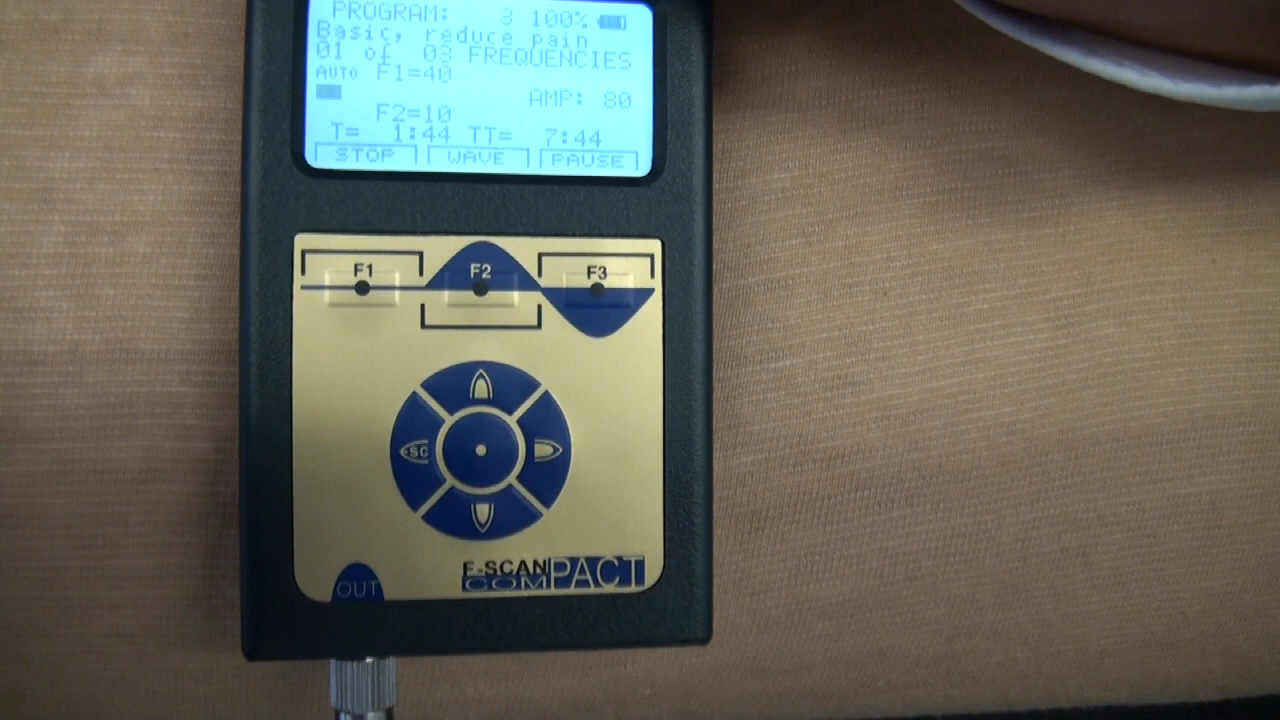 PROGRAM: 3 100%
Basic, reduce pain
01 of 03 FREQUENCIES
AUTO F1=40
AMP: 80
F2=10
T= 1:44 TT= 7:44
STOP WAVE PAUSE
F1 F2 F3
ESC
F-SCAN
COMPACT
OUT